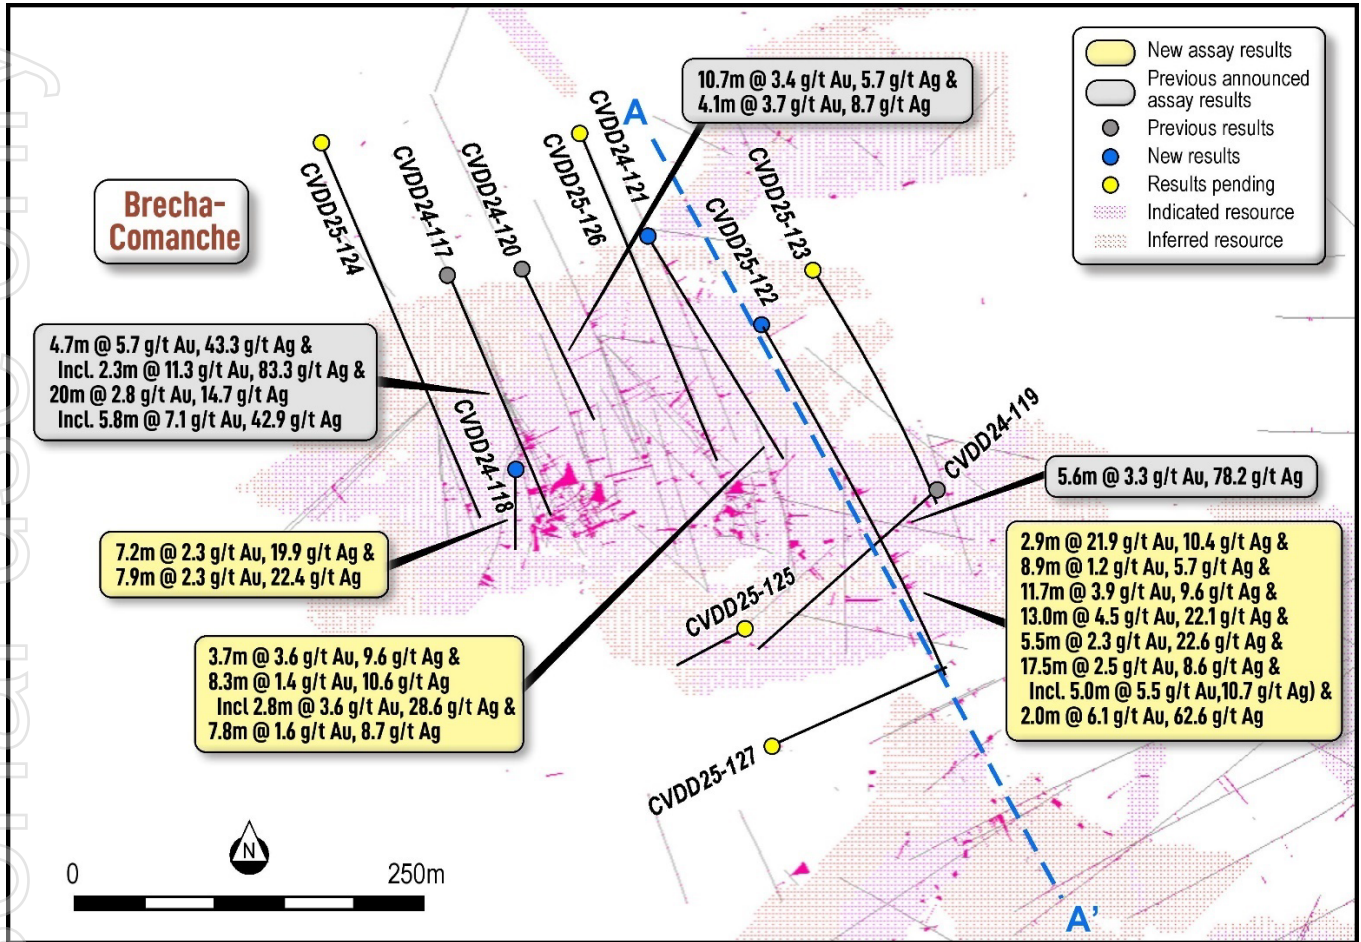 New assay results
Previous announced
assay results
Previous results
New results
Results pending
Indicated resource
Inferred resource
10.7m @ 3.4 g/t Au, 5.7 g/t Ag &
4.1m @ 3.7 g/t Au, 8.7 g/t Ag
A
Brecha-
Comanche
CVDD25-124
CVDD24-117
CVDD24-120
CVDD25-126
CVDD24-121
CVDD25-122
CVDD25-123
4.7m @ 5.7 g/t Au, 43.3 g/t Ag &
Incl. 2.3m @ 11.3 g/t Au, 83.3 g/t Ag &
20m @ 2.8 g/t Au, 14.7 g/t Ag
Incl. 5.8m @ 7.1 g/t Au, 42.9 g/t Ag
CVDD24-118
CVDD24-119
5.6m @ 3.3 g/t Au, 78.2 g/t Ag
7.2m @ 2.3 g/t Au, 19.9 g/t Ag &
7.9m @ 2.3 g/t Au, 22.4 g/t Ag
2.9m @ 21.9 g/t Au, 10.4 g/t Ag &
8.9m @ 1.2 g/t Au, 5.7 g/t Ag &
11.7m @ 3.9 g/t Au, 9.6 g/t Ag &
13.0m @ 4.5 g/t Au, 22.1 g/t Ag &
5.5m @ 2.3 g/t Au, 22.6 g/t Ag &
17.5m @ 2.5 g/t Au, 8.6 g/t Ag &
Incl. 5.0m @ 5.5 g/t Au,10.7 g/t Ag) &
2.0m @ 6.1 g/t Au, 62.6 g/t Ag
CVDD25-125
3.7m @ 3.6 g/t Au, 9.6 g/t Ag &
8.3m @ 1.4 g/t Au, 10.6 g/t Ag
Incl 2.8m @ 3.6 g/t Au, 28.6 g/t Ag &
7.8m @ 1.6 g/t Au, 8.7 g/t Ag
CVDD25-127
N
0 250m
A'